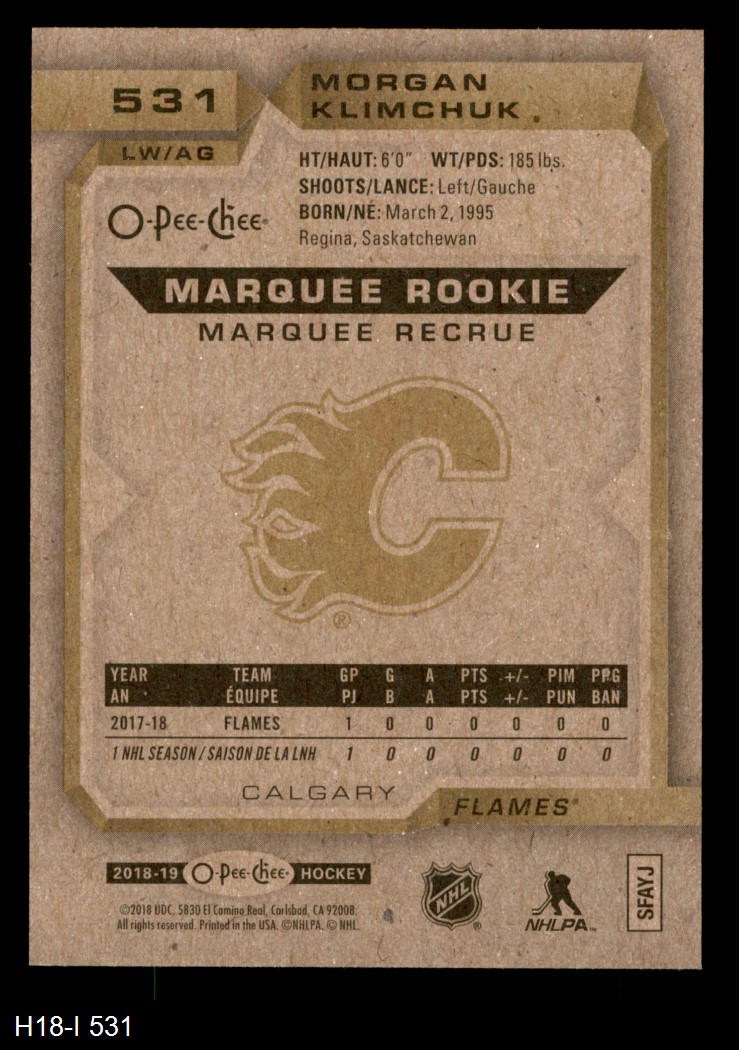 531
MORGAN
KLIMCHUK
LW/AG
HT/HAUT: 6'0" WT/PDS: 185 lbs.
SHOOTS/LANCE: Left/Gauche
BORN/NÉ: March 2, 1995
Regina, Saskatchewan
O-Pee-Chee
MARQUEE ROOKIE
MARQUEE RECRUE
®
YEAR TEAM GP G A PTS +/- PIM PPG
AN ÉQUIPE PJ B A PTS +/- PUN BAN
2017-18 FLAMES 1 0 0 0 0 0 0
1 NHL SEASON / SAISON DE LA LNH 1 0 0 0 0 0 0
CALGARY
FLAMES®
2018-19 O-Pee-Chee HOCKEY
©2018 UDC. 5830 El Camino Real, Carlsbad, CA 92008.
All rights reserved. Printed in the USA. ©NHLPA. © NHL.
NHL ®
NHLPA™
SFAYJ
H18-I 531